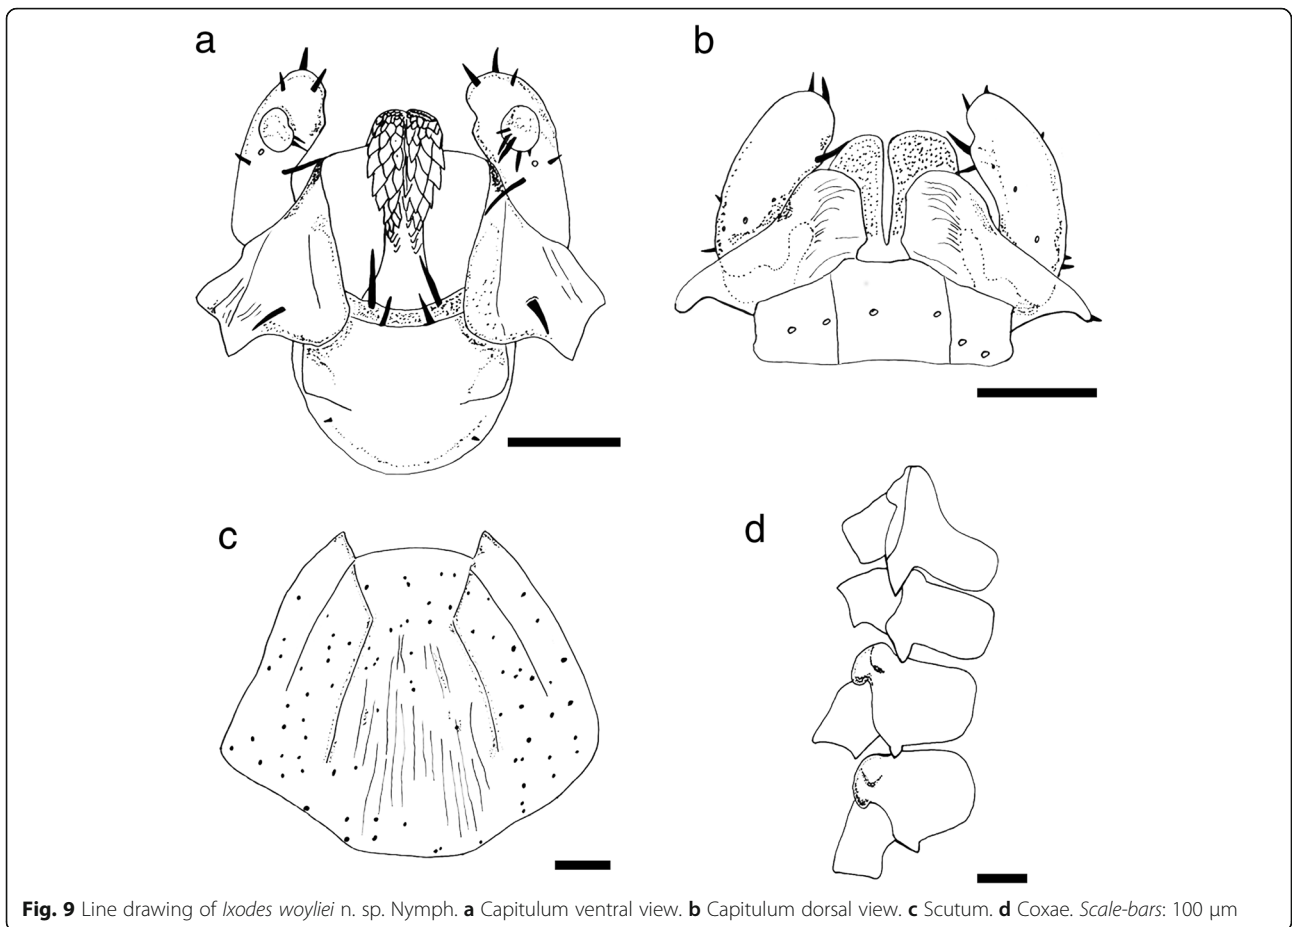 a
b
c
d
Fig. 9 Line drawing of Ixodes woyliei n. sp. Nymph. a Capitulum ventral view. b Capitulum dorsal view. c Scutum. d Coxae. Scale-bars: 100 μm